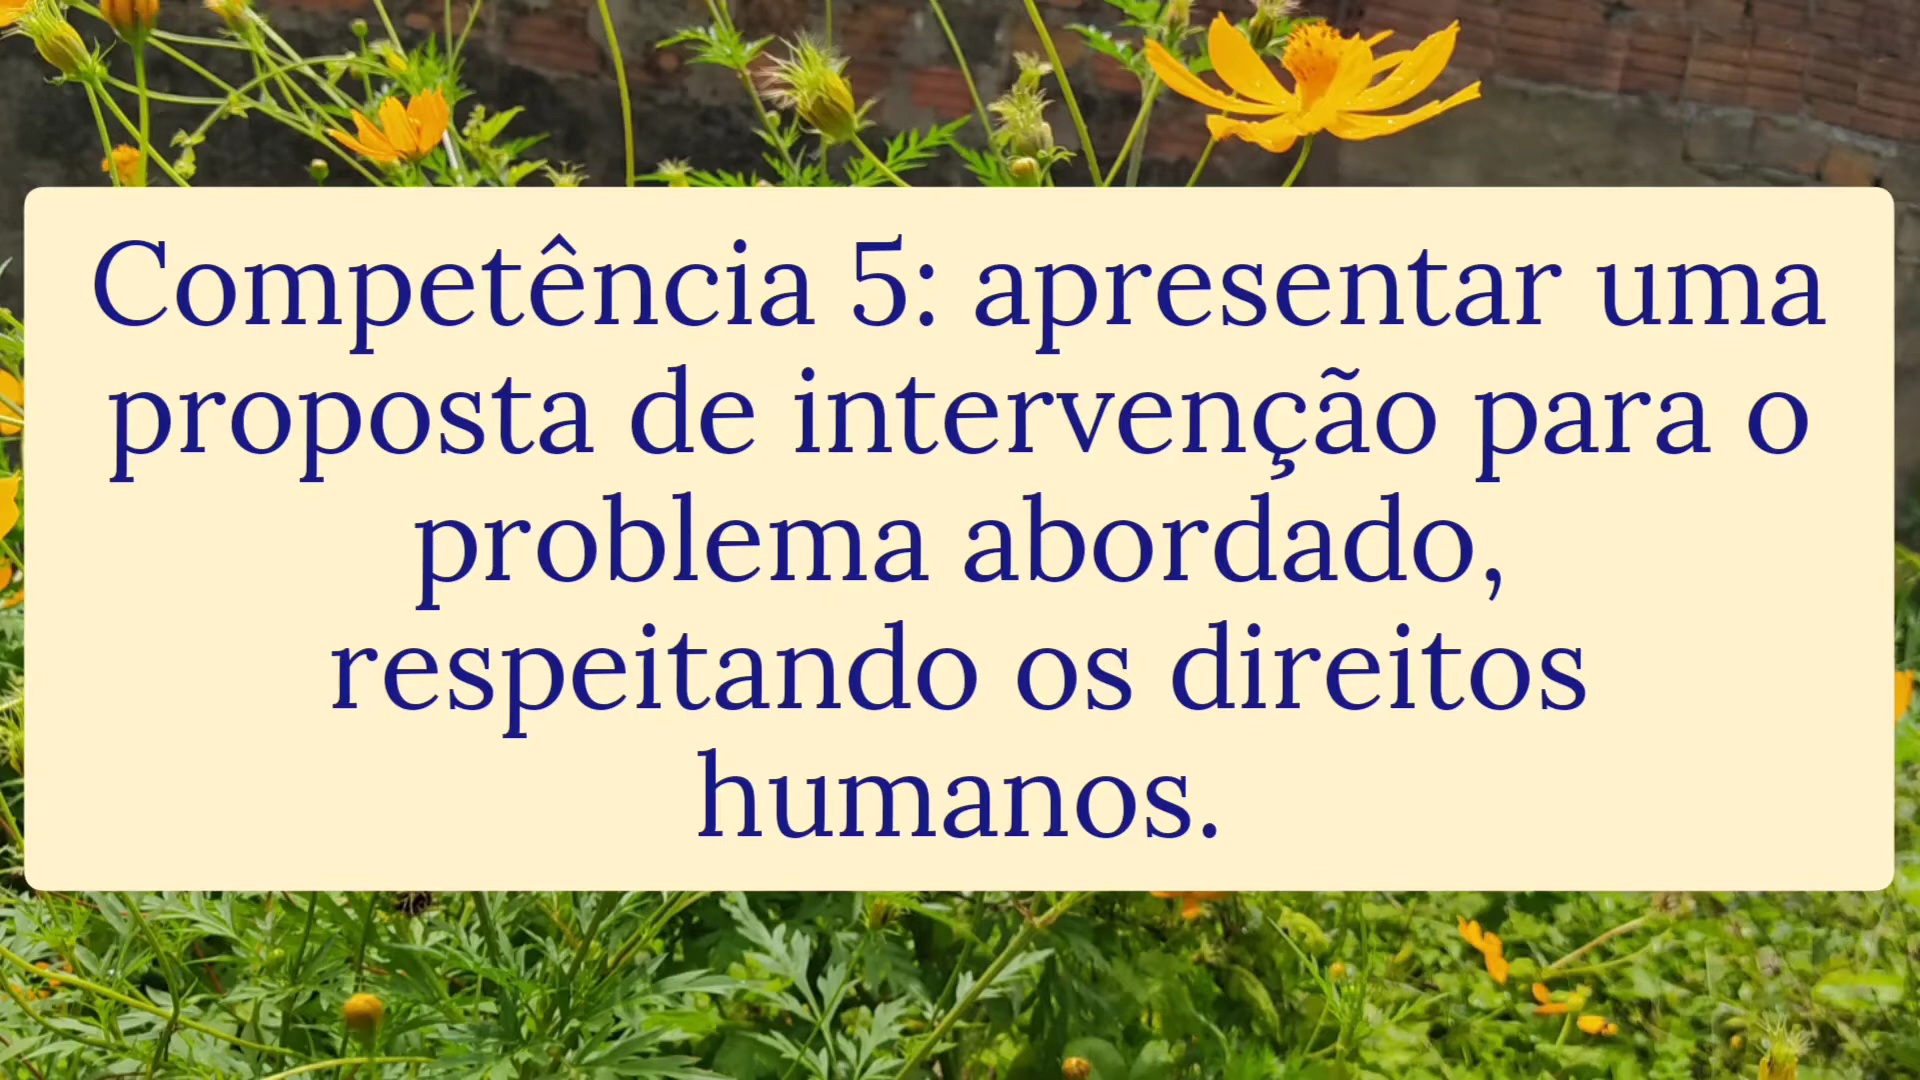 Competência 5: apresentar uma
proposta de intervenção para o
problema abordado,
respeitando os direitos
humanos.